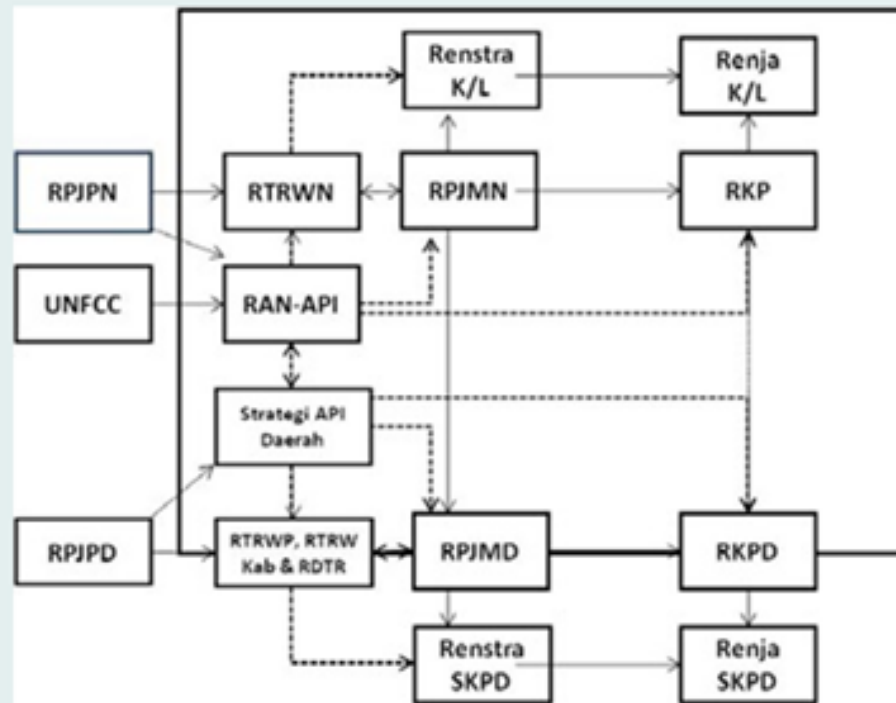 Renstra
K/L
Renja
K/L
RPJPN
RTRWN
RPJMN
RKP
UNFCC
RAN-API
Strategi API
Daerah
RPJPD
RTRWP, RTRW
Kab & RDTR
RPJMD
RKPD
Renstra
SKPD
Renja
SKPD